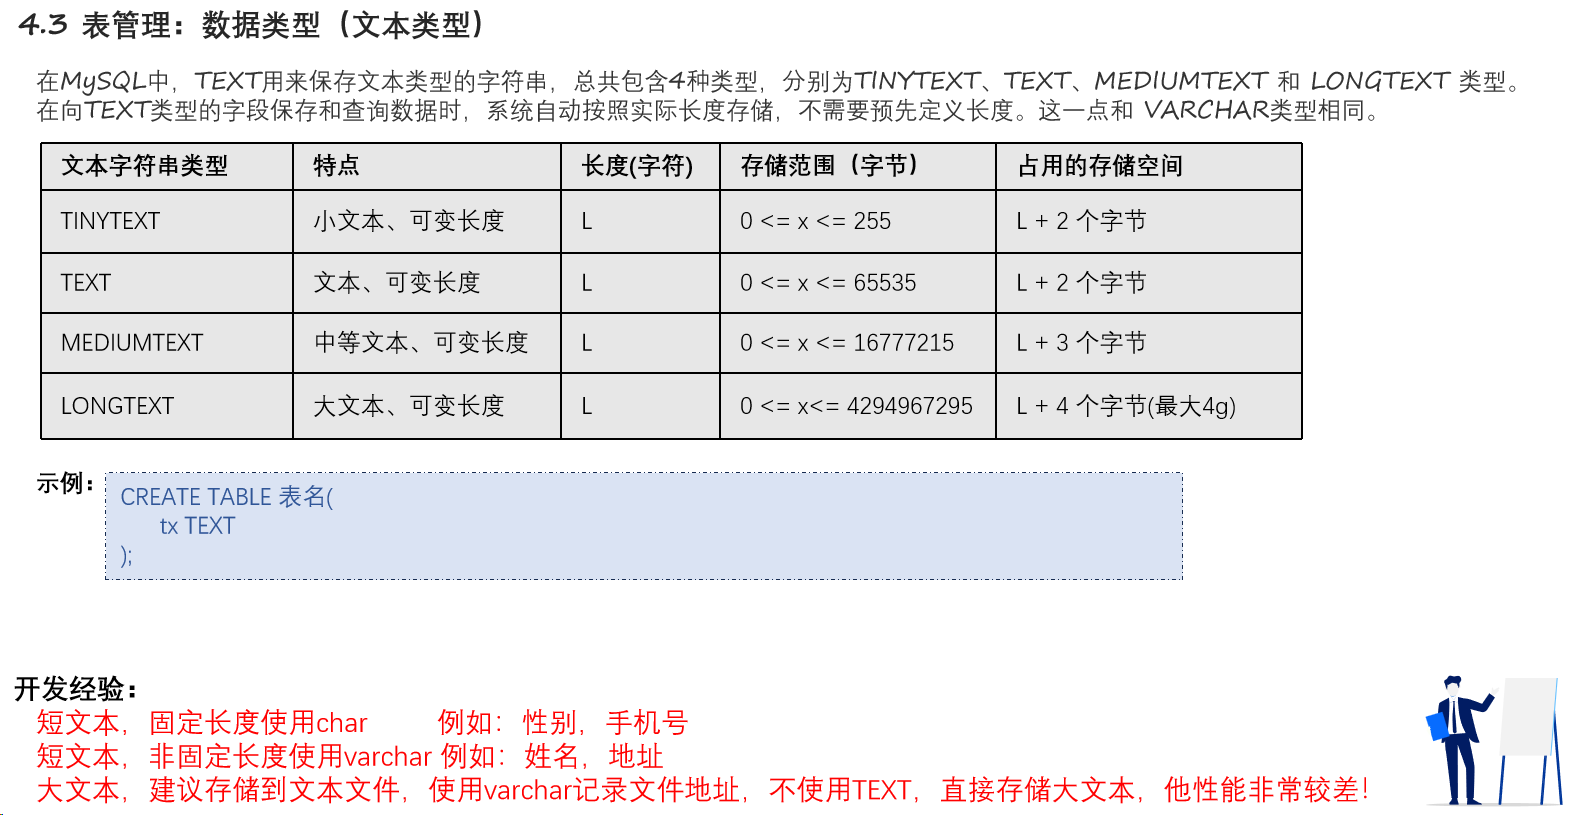 4.3 表管理：数据类型（文本类型）
在MySQL中，TEXT用来保存文本类型的字符串，总共包含4种类型，分别为TINYTEXT、TEXT、MEDIUMTEXT 和 LONGTEXT 类型。
在向TEXT类型的字段保存和查询数据时，系统自动按照实际长度存储，不需要预先定义长度。这一点和 VARCHAR类型相同。
文本字符串类型 特点 长度(字符) 存储范围（字节） 占用的存储空间
TINYTEXT 小文本、可变长度 L 0 <= x <= 255 L + 2 个字节
TEXT 文本、可变长度 L 0 <= x <= 65535 L + 2 个字节
MEDIUMTEXT 中等文本、可变长度 L 0 <= x <= 16777215 L + 3 个字节
LONGTEXT 大文本、可变长度 L 0 <= x<= 4294967295 L + 4 个字节(最大4g)
示例：
CREATE TABLE 表名(
tx TEXT
);
开发经验：
短文本，固定长度使用char 例如：性别，手机号
短文本，非固定长度使用varchar 例如：姓名，地址
大文本，建议存储到文本文件，使用varchar记录文件地址，不使用TEXT，直接存储大文本，他性能非常较差！